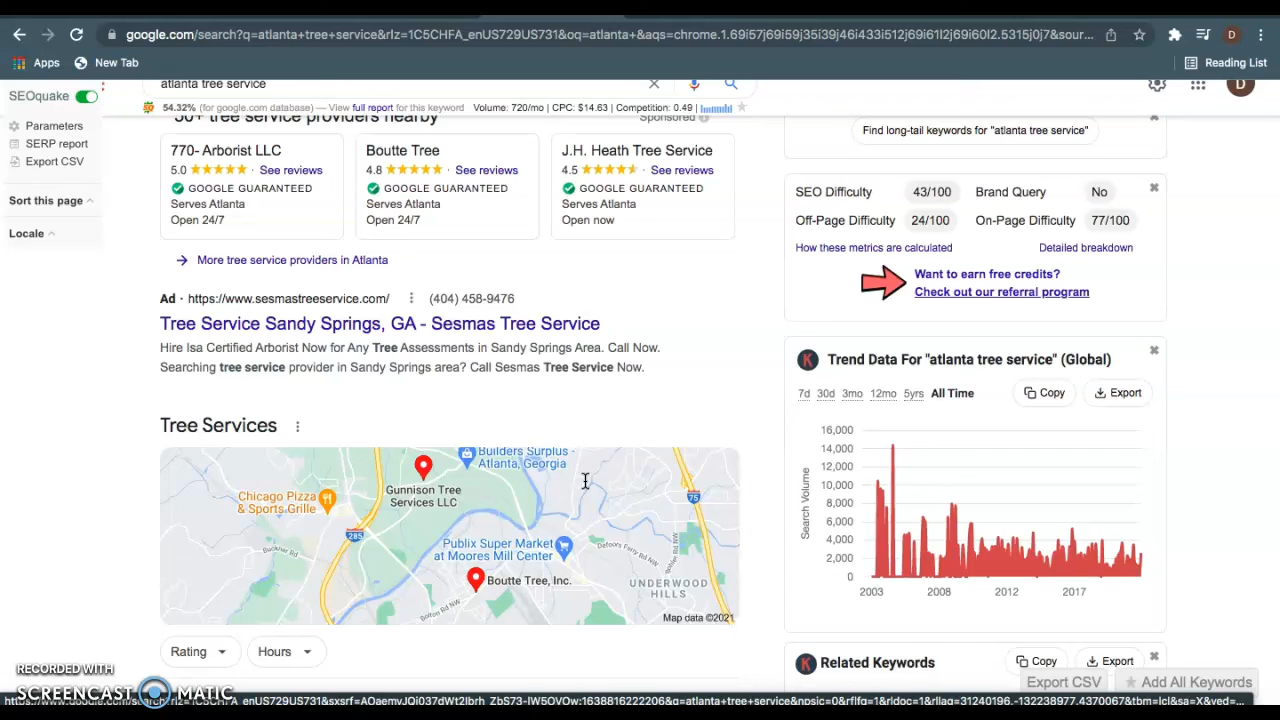 google.com/search?q=atlanta+tree+service&rlz=1C5CHFA_enUS729US731&oq=atlanta+&aqs=chrome.1.69i57j69i59j35i39j46i433i512j69i61l2j69i60l2.5315j0j7&sour...
D
Apps
New Tab
Reading List
SEOquake
Parameters
SERP report
Export CSV
Sort this page
Locale
atlanta tree service
D
54.32% (for google.com database) — View full report for this keyword Volume: 720/mo | CPC: $14.63 | Competition: 0.49 |
50+ tree service providers nearby
Sponsored
770- Arborist LLC
5.0 See reviews
GOOGLE GUARANTEED
Serves Atlanta
Open 24/7
Boutte Tree
4.8 See reviews
GOOGLE GUARANTEED
Serves Atlanta
Open 24/7
J.H. Heath Tree Service
4.5 See reviews
GOOGLE GUARANTEED
Serves Atlanta
Open now
More tree service providers in Atlanta
Ad · https://www.sesmastreeservice.com/ (404) 458-9476
Tree Service Sandy Springs, GA - Sesmas Tree Service
Hire Isa Certified Arborist Now for Any Tree Assessments in Sandy Springs Area. Call Now.
Searching tree service provider in Sandy Springs area? Call Sesmas Tree Service Now.
Tree Services
Builders Surplus -
Atlanta, Georgia
Gunnison Tree
Services LLC
Chicago Pizza
& Sports Grille
75
285
Buckner Rd
Publix Super Market
at Moores Mill Center
Defoors Ferry Rd NW
Boutte Tree, Inc.
UNDERWOOD
HILLS
Bolton Rd NW
Map data ©2021
Rating
Hours
Find long-tail keywords for "atlanta tree service"
SEO Difficulty 43/100 Brand Query No
Off-Page Difficulty 24/100 On-Page Difficulty 77/100
How these metrics are calculated Detailed breakdown
Want to earn free credits?
Check out our referral program
K
Trend Data For "atlanta tree service" (Global)
7d 30d 3mo 12mo 5yrs All Time
Copy
Export
16,000
14,000
12,000
10,000
8,000
6,000
4,000
2,000
0
Search Volume
2003 2008 2012 2017
K
Related Keywords
Copy
Export
Export CSV
Add All Keywords
RECORDED WITH
SCREENCAST MATIC